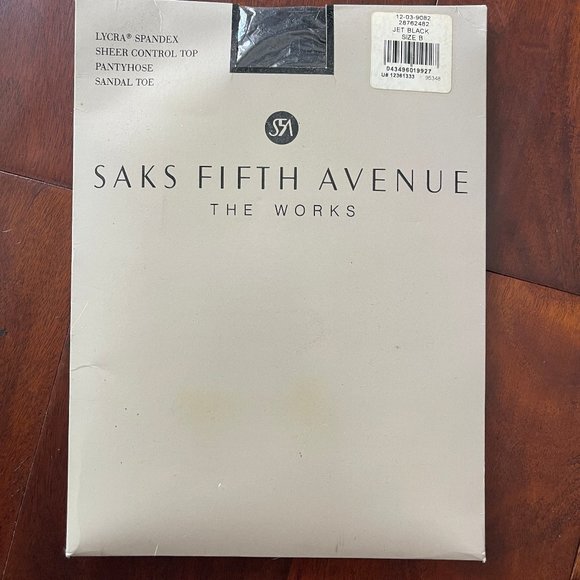 LYCRA® SPANDEX
SHEER CONTROL TOP
PANTYHOSE
SANDAL TOE
12-03-9082
28762482
JET BLACK
SIZE B
043496019927
U# 12361333 95348
SFA
SAKS FIFTH AVENUE
THE WORKS